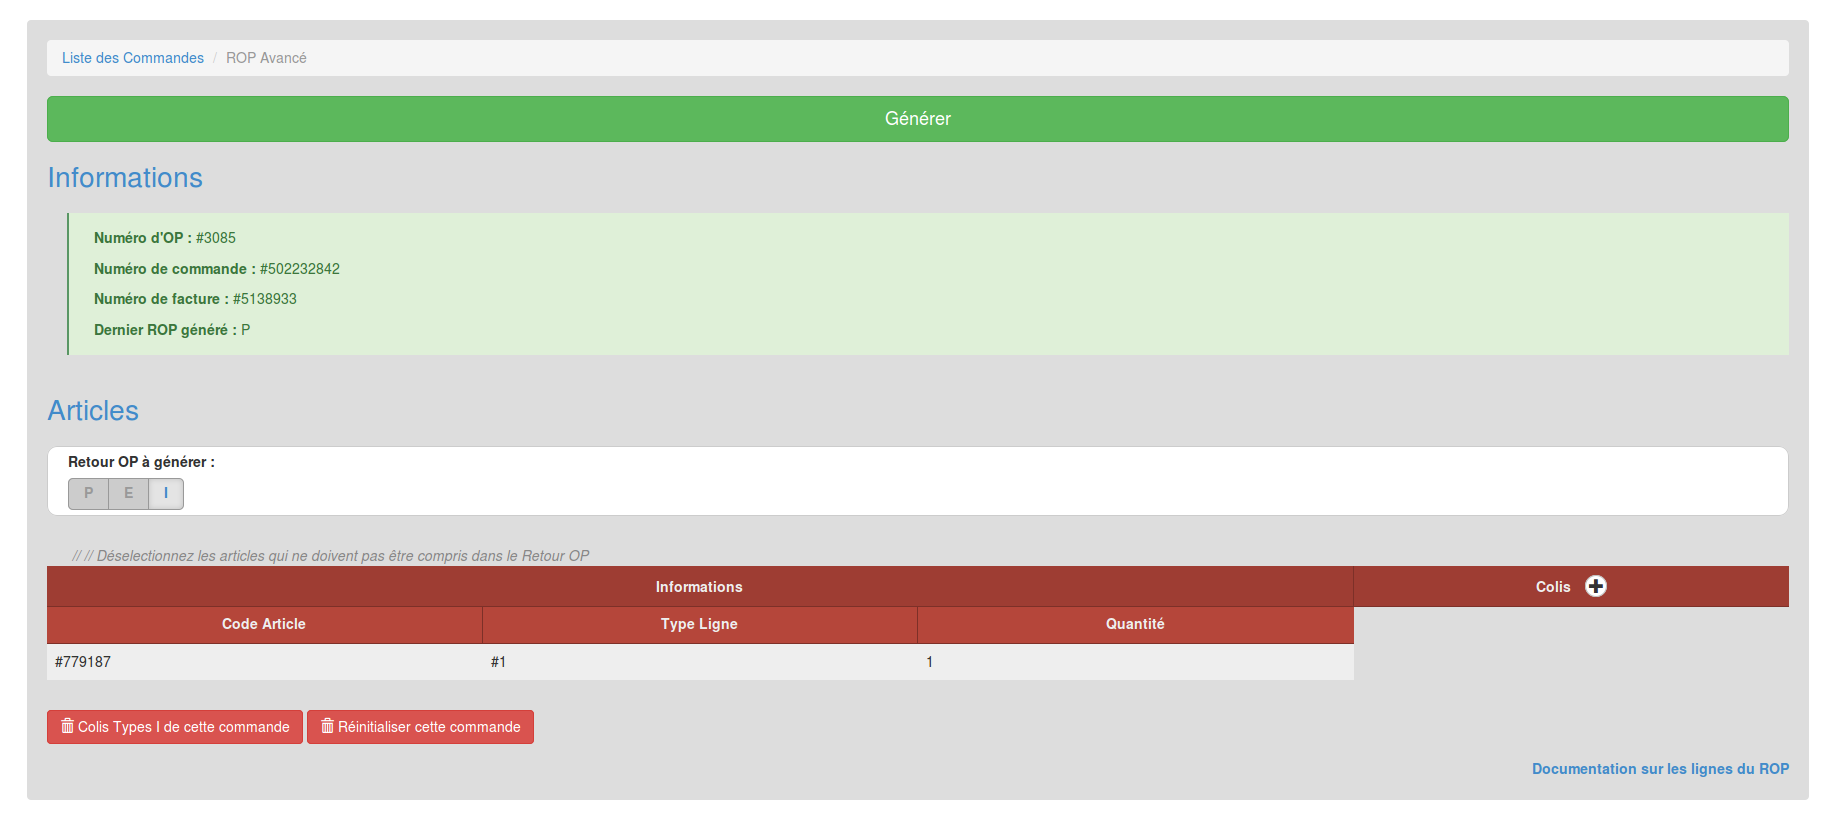 Liste des Commandes / ROP Avancé
Générer
Informations
Numéro d'OP : #3085
Numéro de commande : #502232842
Numéro de facture : #5138933
Dernier ROP généré : P
Articles
Retour OP à générer :
P E I
// // Déselectionnez les articles qui ne doivent pas être compris dans le Retour OP
Informations Colis
Code Article Type Ligne Quantité
#779187 #1 1
Colis Types I de cette commande Réinitialiser cette commande
Documentation sur les lignes du ROP